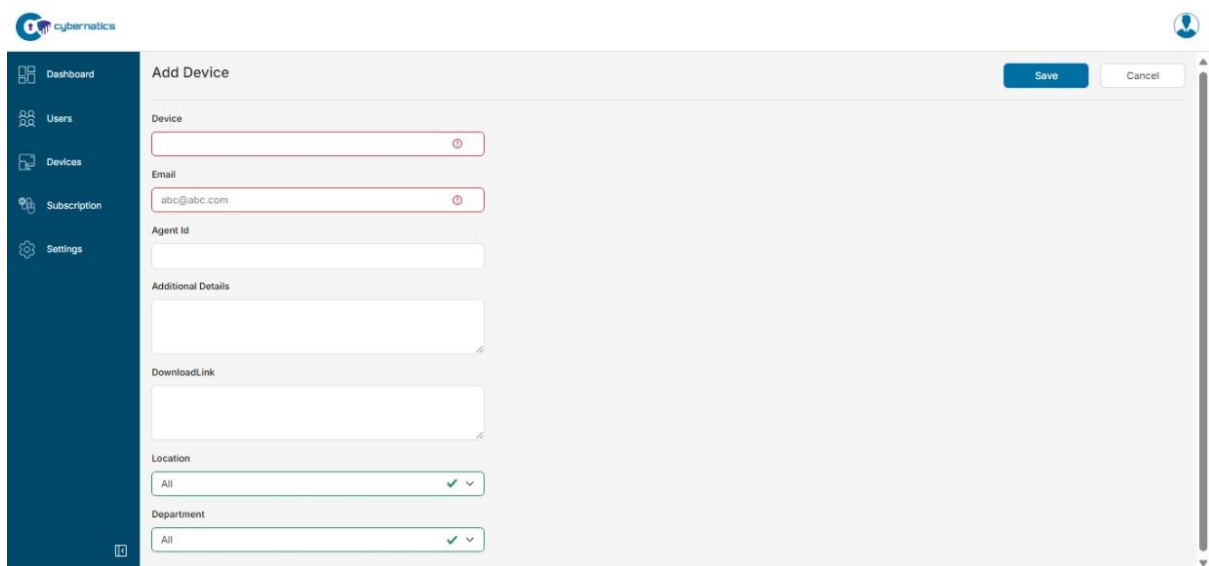 cybernatics
Dashboard
Users
Devices
Subscription
Settings
Add Device
Save
Cancel
Device
Email
abc@abc.com
Agent Id
Additional Details
DownloadLink
Location
All
Department
All